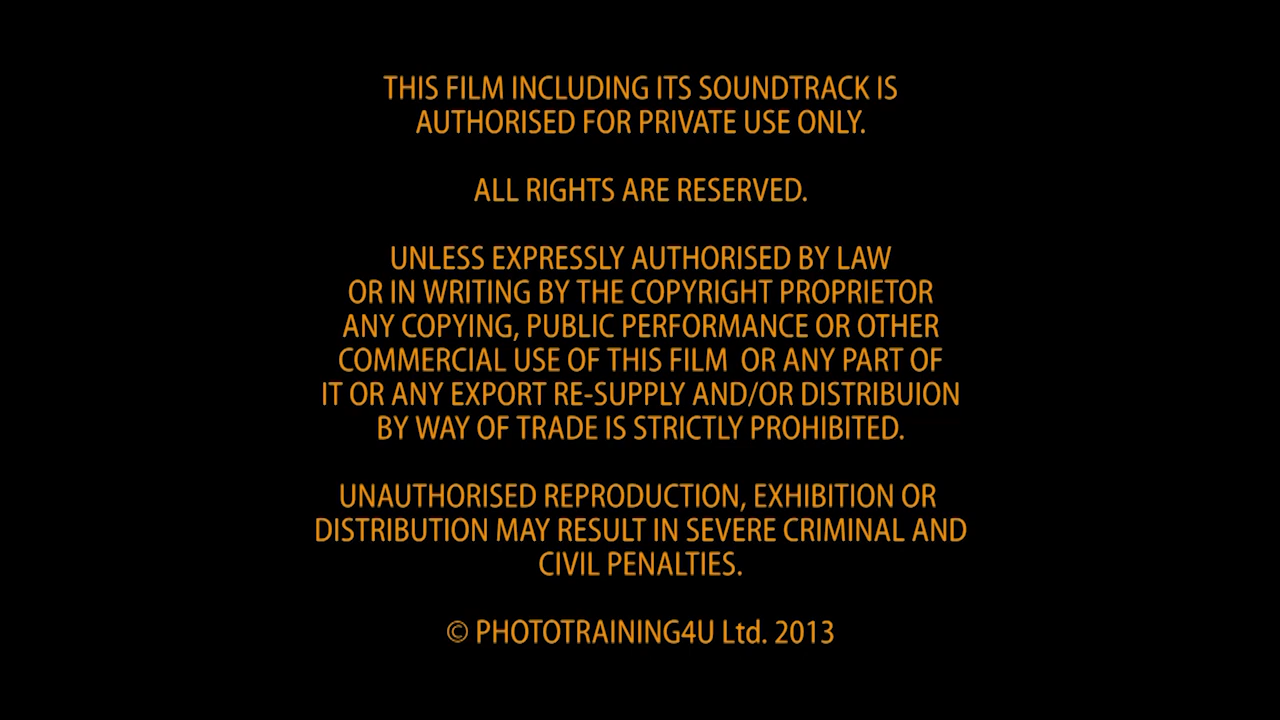 THIS FILM INCLUDING ITS SOUNDTRACK IS
AUTHORISED FOR PRIVATE USE ONLY.
ALL RIGHTS ARE RESERVED.
UNLESS EXPRESSLY AUTHORISED BY LAW
OR IN WRITING BY THE COPYRIGHT PROPRIETOR
ANY COPYING, PUBLIC PERFORMANCE OR OTHER
COMMERCIAL USE OF THIS FILM  OR ANY PART OF
IT OR ANY EXPORT RE-SUPPLY AND/OR DISTRIBUION
BY WAY OF TRADE IS STRICTLY PROHIBITED.
UNAUTHORISED REPRODUCTION, EXHIBITION OR
DISTRIBUTION MAY RESULT IN SEVERE CRIMINAL AND
CIVIL PENALTIES.
© PHOTOTRAINING4U Ltd. 2013